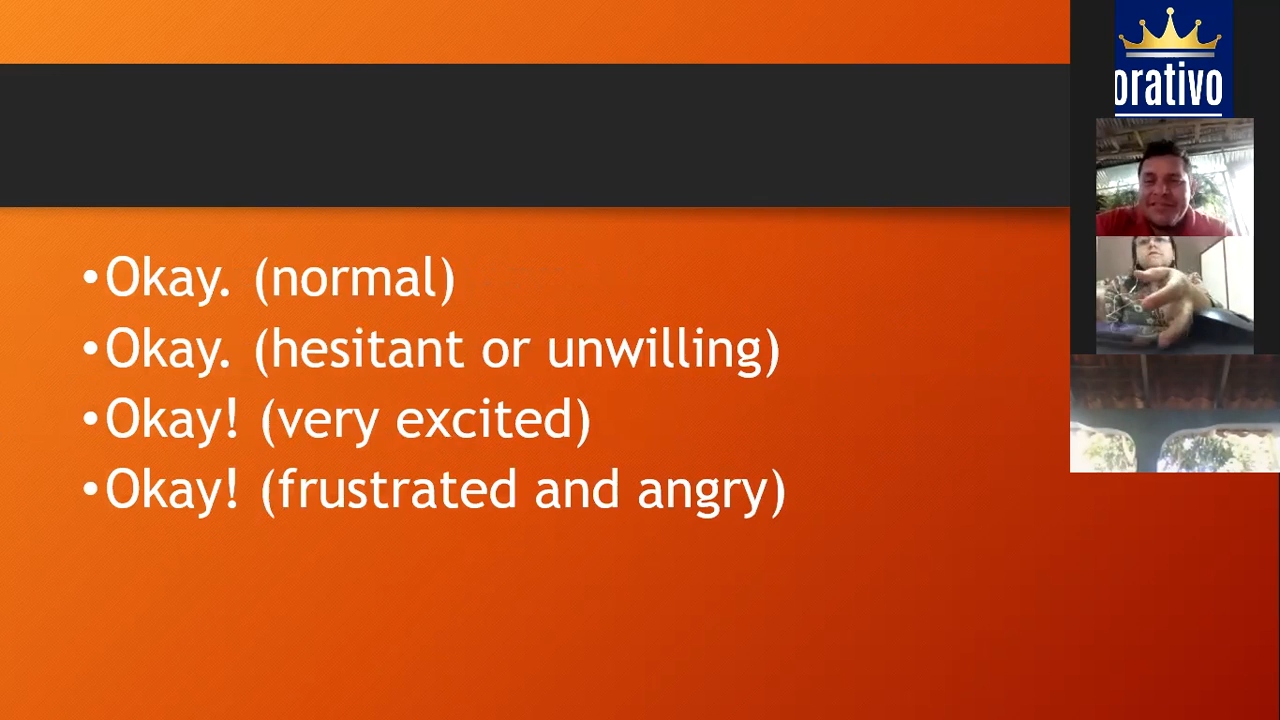 orativo
•Okay. (normal)
•Okay. (hesitant or unwilling)
•Okay! (very excited)
•Okay! (frustrated and angry)